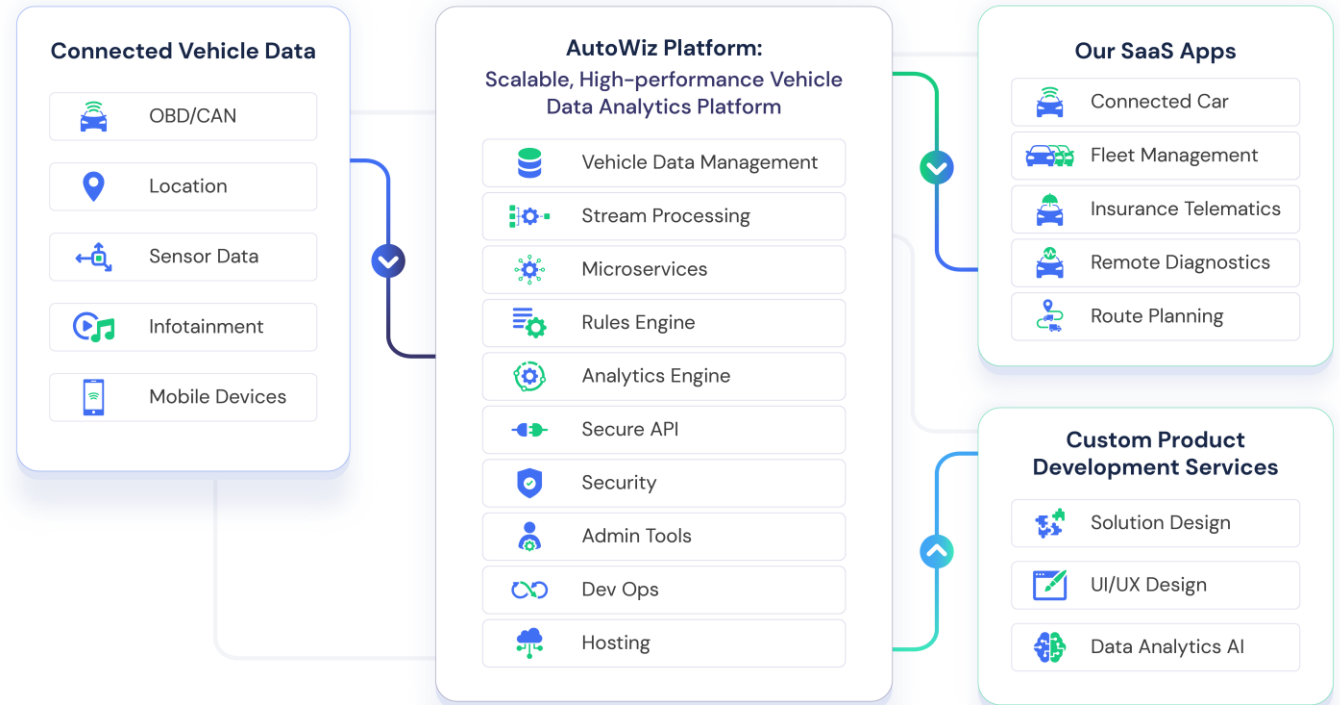 Connected Vehicle Data
OBD/CAN
Location
Sensor Data
Infotainment
Mobile Devices
AutoWiz Platform:
Scalable, High-performance Vehicle
Data Analytics Platform
Vehicle Data Management
Stream Processing
Microservices
Rules Engine
Analytics Engine
Secure API
Security
Admin Tools
Dev Ops
Hosting
Our SaaS Apps
Connected Car
Fleet Management
Insurance Telematics
Remote Diagnostics
Route Planning
Custom Product
Development Services
Solution Design
UI/UX Design
Data Analytics AI